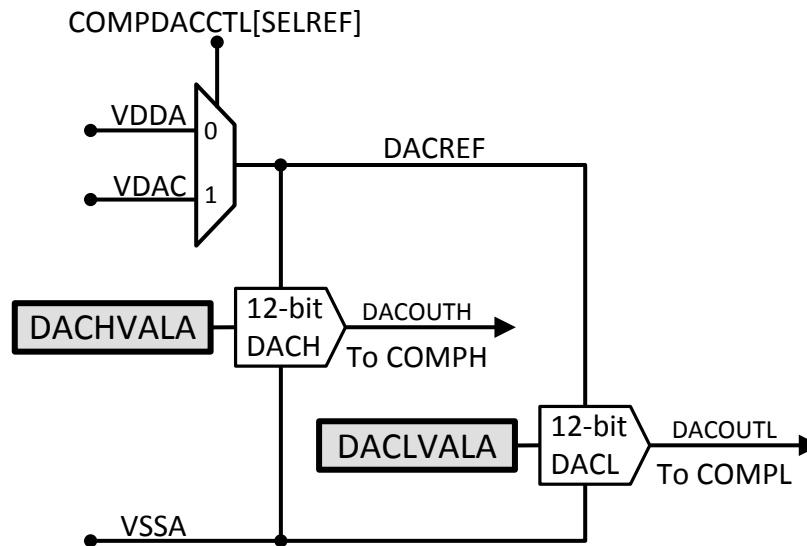 COMPDACCTL[SELREF]
VDDA
0
DACREF
VDAC
1
12-bit
DACH
DACHVALA
DACOUTH
To COMPH
12-bit
DACL
DACLVALA
DACOUTL
To COMPL
VSSA